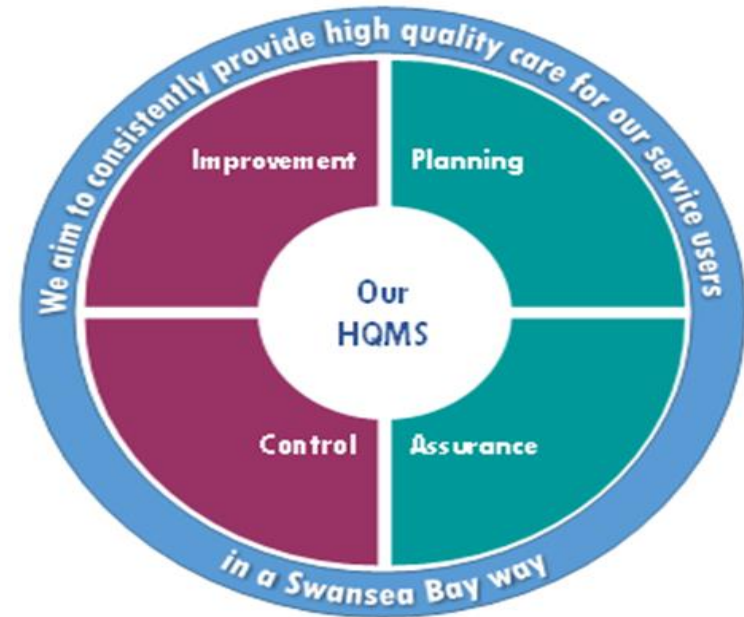 We aim to consistently provide high quality care for our service users
Improvement
Planning
Our
HQMS
Control
Assurance
in a Swansea Bay way